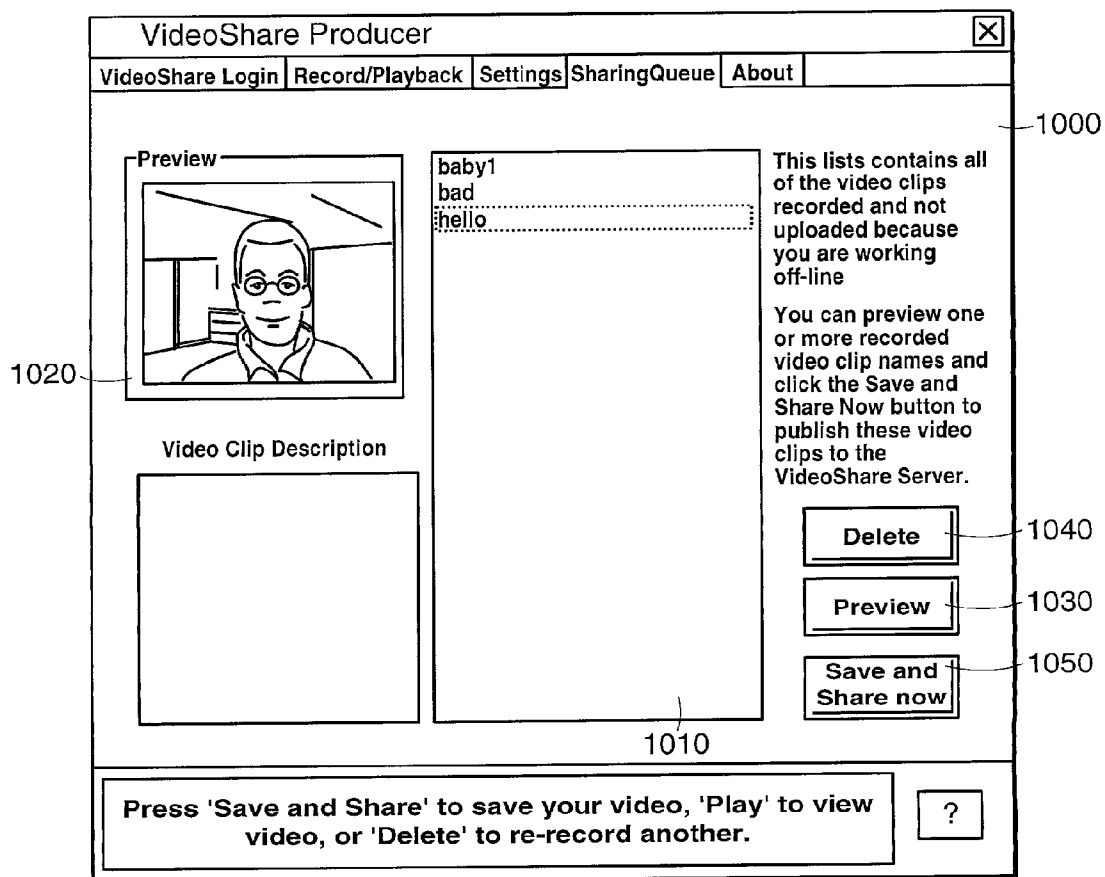 VideoShare Producer
VideoShare Login Record/Playback Settings SharingQueue About
1000
Preview
1020
Video Clip Description
baby1
bad
hello
1010
This lists contains all
of the video clips
recorded and not
uploaded because
you are working
off-line
You can preview one
or more recorded
video clip names and
click the Save and
Share Now button to
publish these video
clips to the
VideoShare Server.
Delete
1040
Preview
1030
Save and
Share now
1050
Press 'Save and Share' to save your video, 'Play' to view
video, or 'Delete' to re-record another.
?